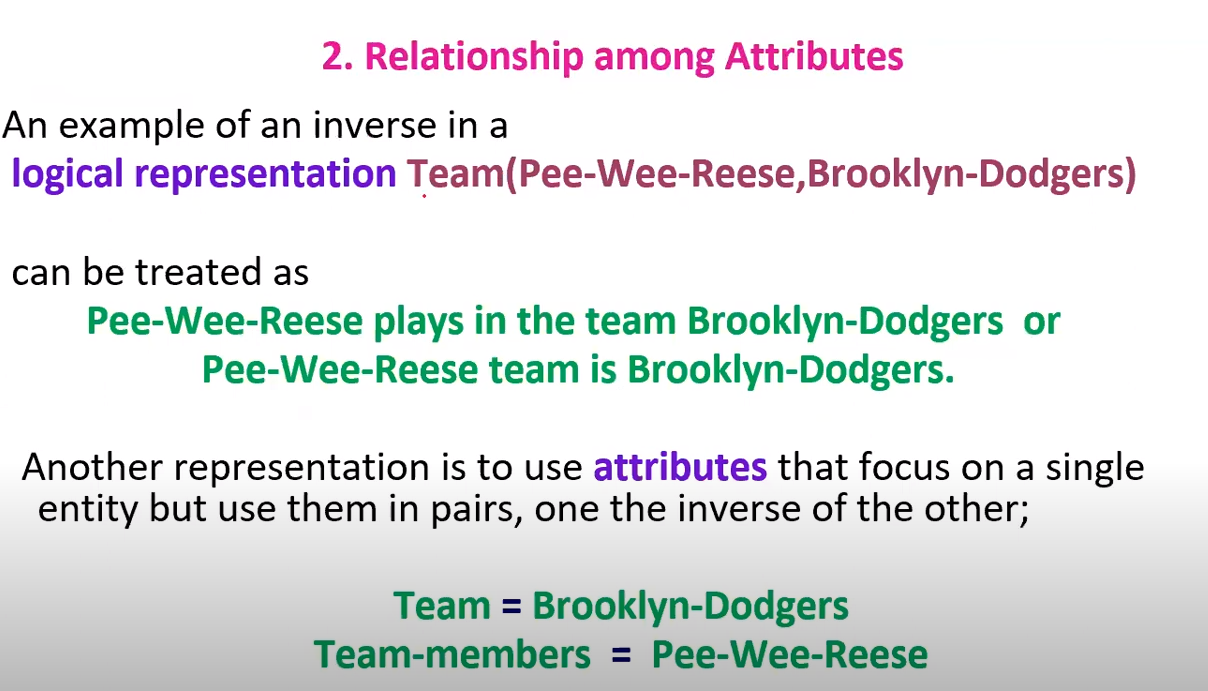 2. Relationship among Attributes
An example of an inverse in a
logical representation Team(Pee-Wee-Reese,Brooklyn-Dodgers)
can be treated as
Pee-Wee-Reese plays in the team Brooklyn-Dodgers or
Pee-Wee-Reese team is Brooklyn-Dodgers.
Another representation is to use attributes that focus on a single
entity but use them in pairs, one the inverse of the other;
Team = Brooklyn-Dodgers
Team-members = Pee-Wee-Reese